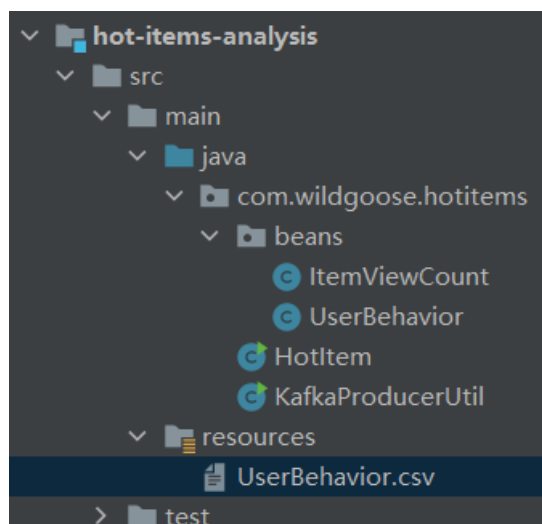 hot-items-analysis
src
main
java
com.wildgoose.hotitems
beans
ItemViewCount
UserBehavior
HotItem
KafkaProducerUtil
resources
UserBehavior.csv
test